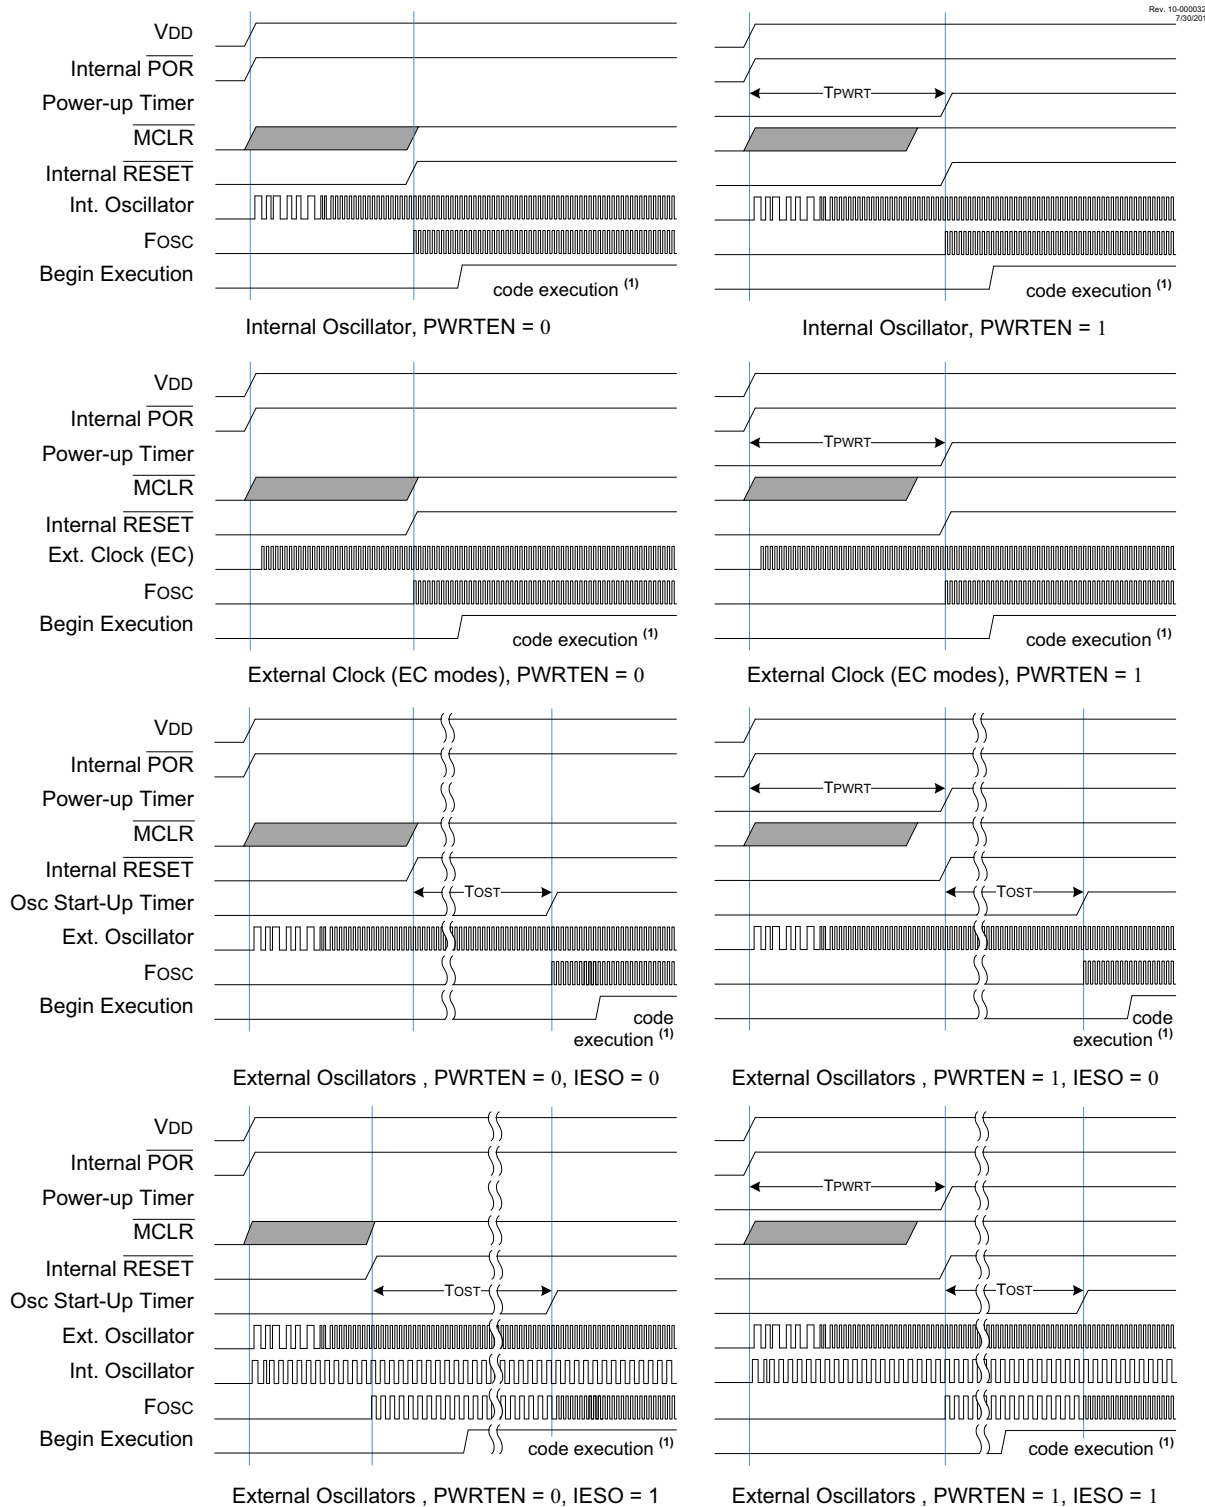 Rev. 10-000032
7/30/201
VDD
Internal POR
Power-up Timer
MCLR
Internal RESET
Int. Oscillator
FOSC
Begin Execution
code execution (1)
Internal Oscillator, PWRTEN = 0
TPWRT
code execution (1)
Internal Oscillator, PWRTEN = 1
VDD
Internal POR
Power-up Timer
MCLR
Internal RESET
Ext. Clock (EC)
FOSC
Begin Execution
code execution (1)
External Clock (EC modes), PWRTEN = 0
TPWRT
code execution (1)
External Clock (EC modes), PWRTEN = 1
VDD
Internal POR
Power-up Timer
MCLR
Internal RESET
Osc Start-Up Timer
Ext. Oscillator
FOSC
Begin Execution
TOST
code
execution (1)
External Oscillators , PWRTEN = 0, IESO = 0
TPWRT
TOST
code
execution (1)
External Oscillators , PWRTEN = 1, IESO = 0
VDD
Internal POR
Power-up Timer
MCLR
Internal RESET
Osc Start-Up Timer
Ext. Oscillator
Int. Oscillator
FOSC
Begin Execution
TOST
code execution (1)
External Oscillators , PWRTEN = 0, IESO = 1
TPWRT
TOST
code execution (1)
External Oscillators , PWRTEN = 1, IESO = 1